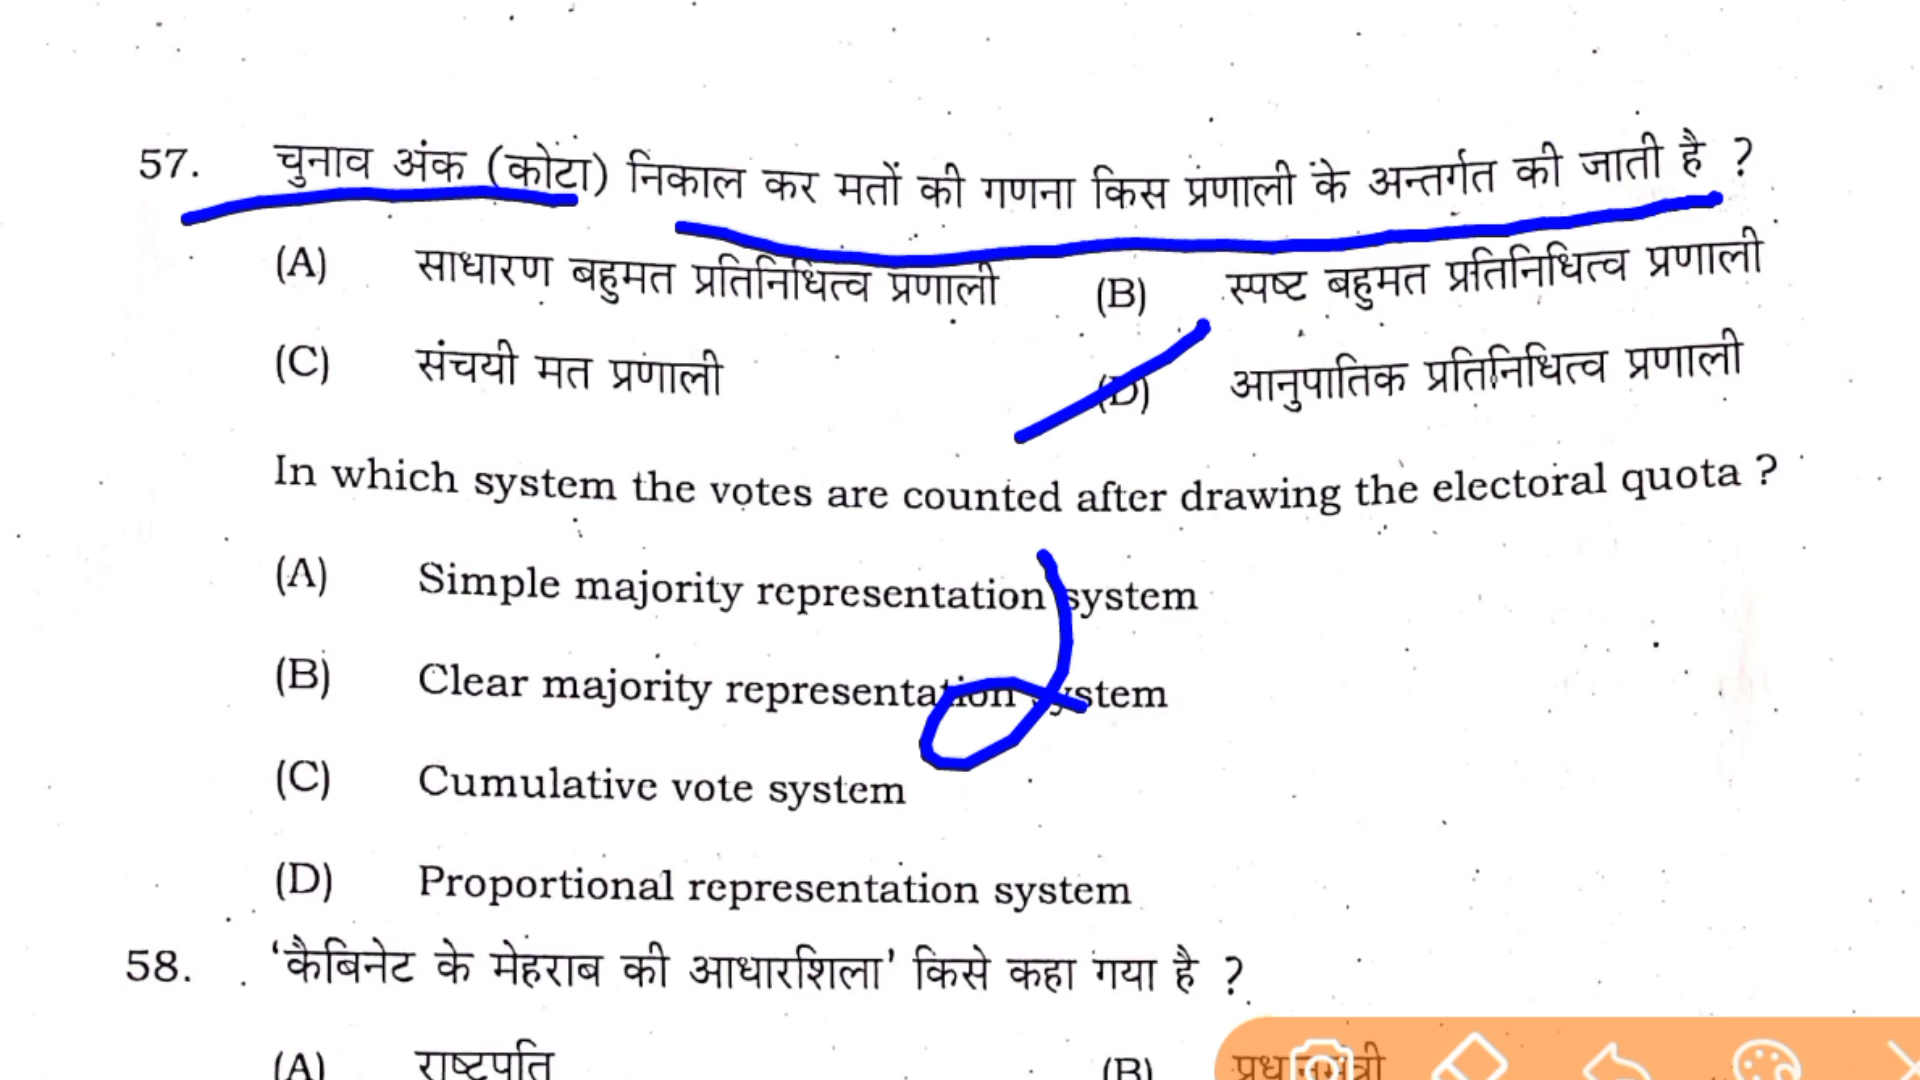 57. चुनाव अंक (कोटा) निकाल कर मतों की गणना किस प्रणाली के अन्तर्गत की जाती है ?
(A) साधारण बहुमत प्रतिनिधित्व प्रणाली (B) स्पष्ट बहुमत प्रतिनिधित्व प्रणाली
(C) संचयी मत प्रणाली (D) आनुपातिक प्रतिनिधित्व प्रणाली
In which system the votes are counted after drawing the electoral quota ?
(A) Simple majority representation system
(B) Clear majority representation system
(C) Cumulative vote system
(D) Proportional representation system
58. 'कैबिनेट के मेहराब की आधारशिला' किसे कहा गया है ?
(A) राष्ट्रपति (B) प्रधानमंत्री